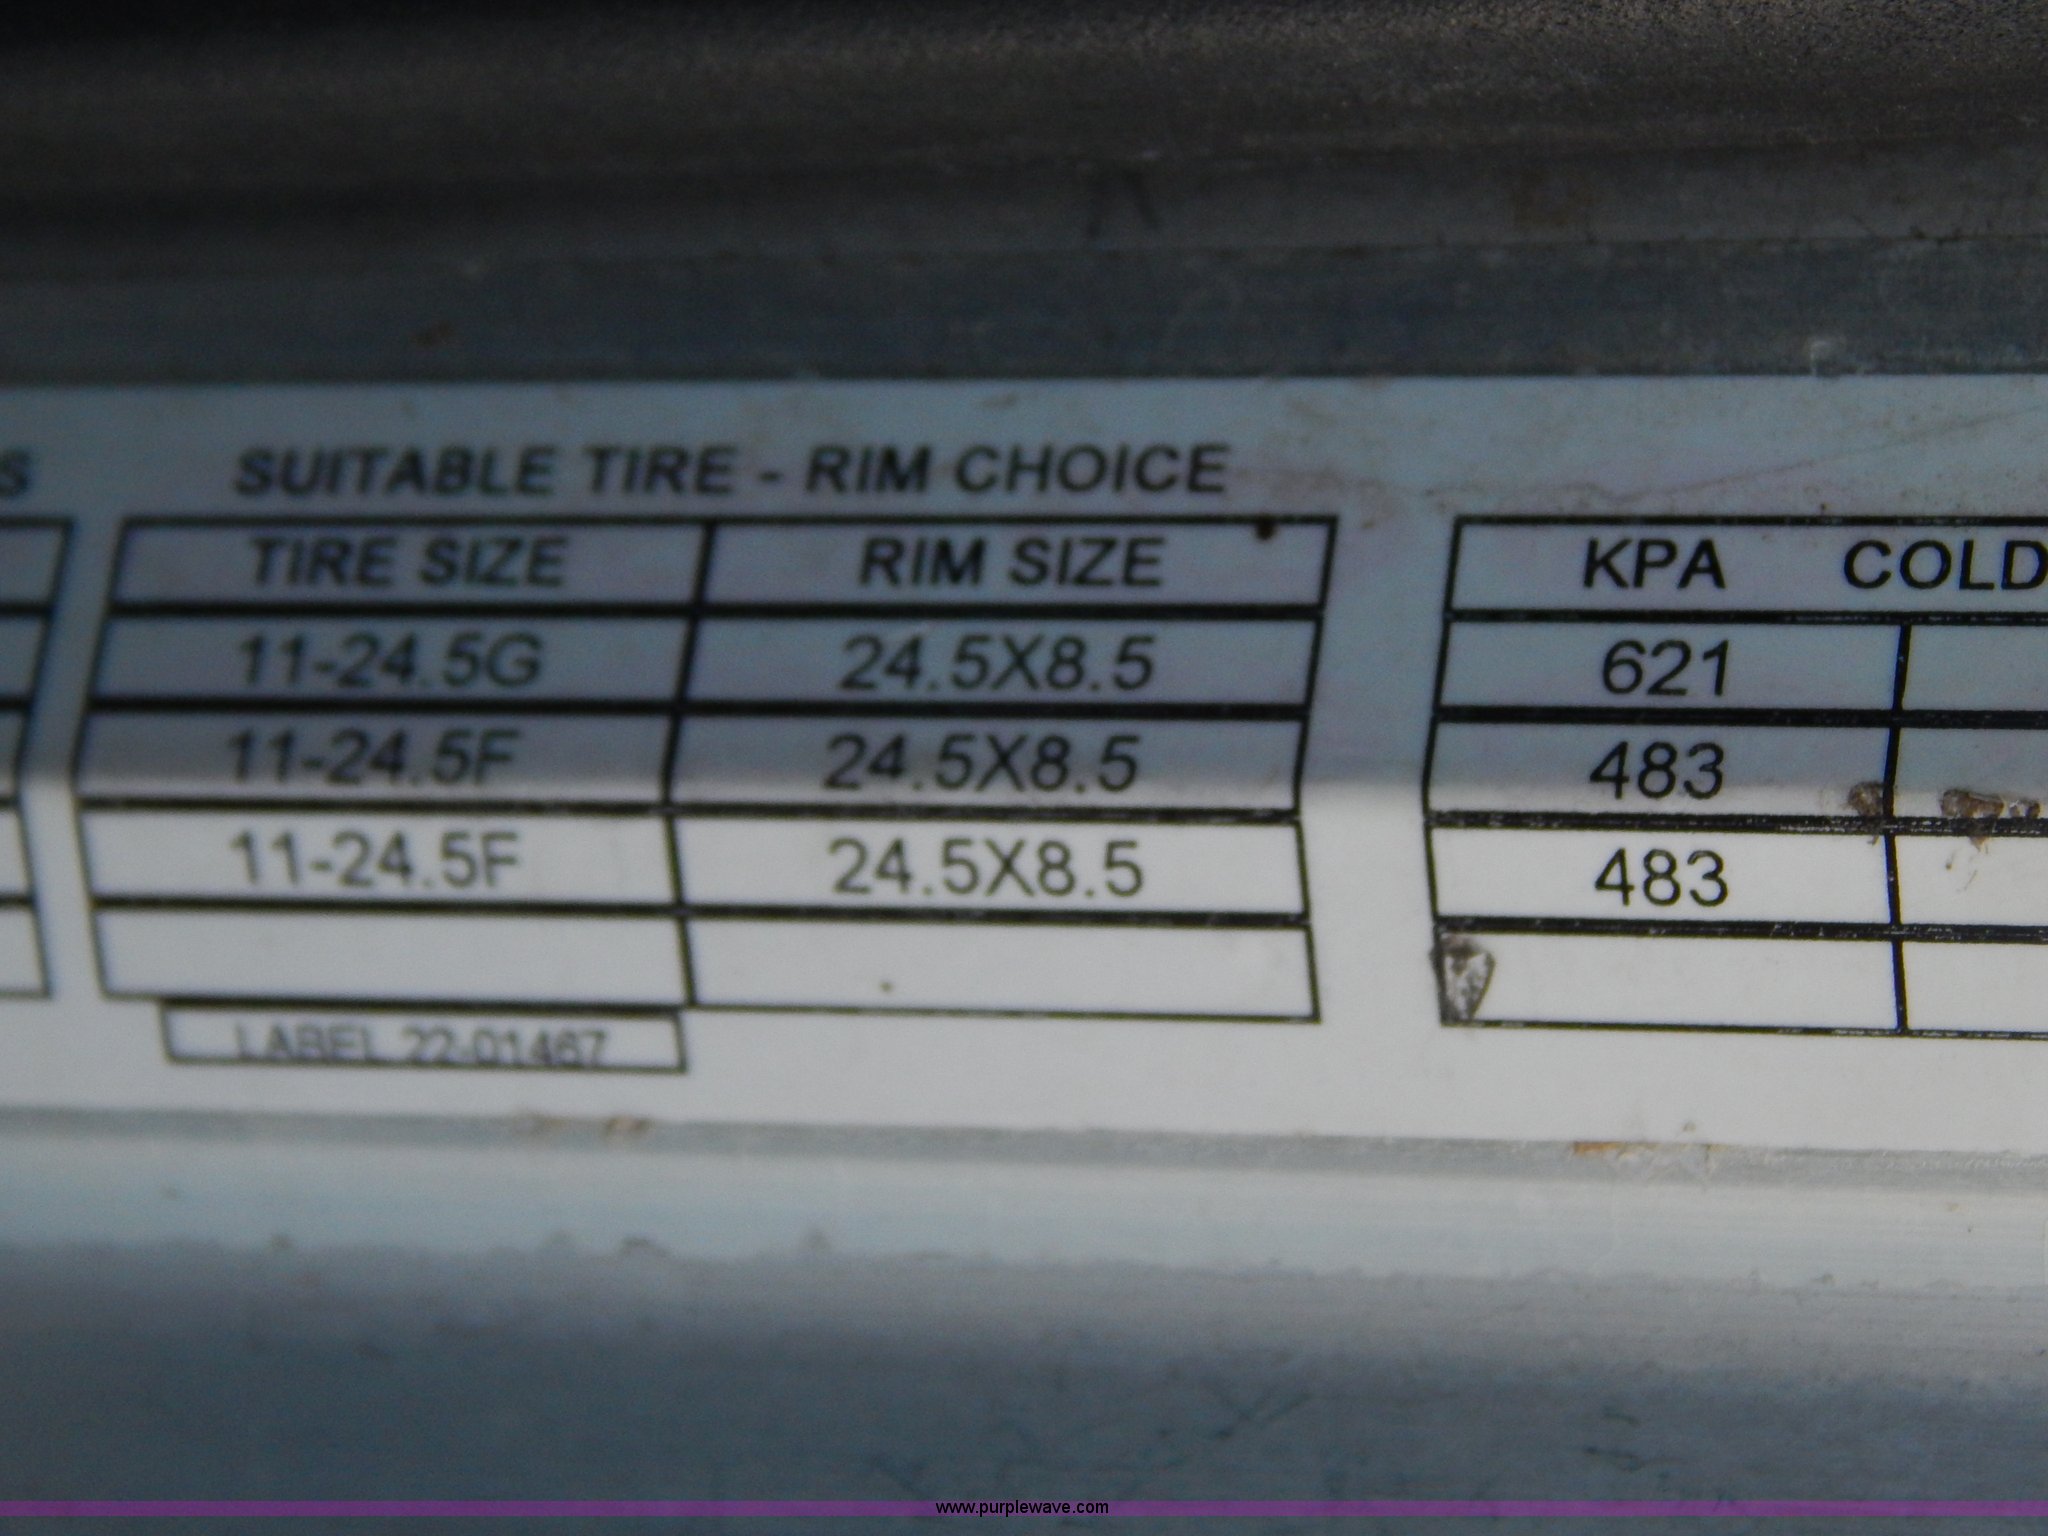 S SUITABLE TIRE - RIM CHOICE
TIRE SIZE RIM SIZE KPA COLD
11-24.5G 24.5X8.5 621
11-24.5F 24.5X8.5 483
11-24.5F 24.5X8.5 483
LABEL 22-01467
www.purplewave.com